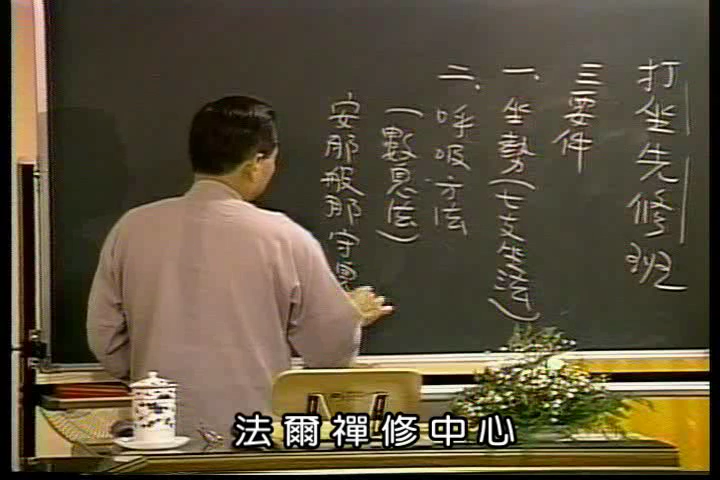 打坐先修班
三要件
一、坐勢(七支坐法)
二、呼吸方法
(數息法)
安那般那守息
法爾禪修中心